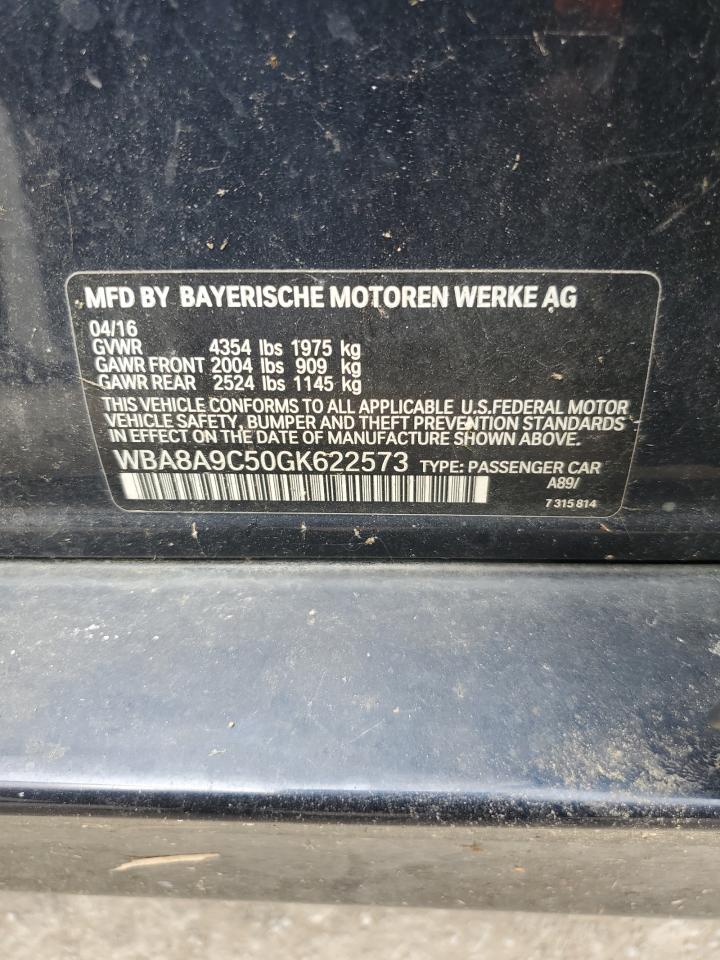 MFD BY BAYERISCHE MOTOREN WERKE AG
04/16
GVWR 4354 lbs 1975 kg
GAWR FRONT 2004 lbs 909 kg
GAWR REAR 2524 lbs 1145 kg
THIS VEHICLE CONFORMS TO ALL APPLICABLE U.S.FEDERAL MOTOR
VEHICLE SAFETY, BUMPER AND THEFT PREVENTION STANDARDS
IN EFFECT ON THE DATE OF MANUFACTURE SHOWN ABOVE.
WBA8A9C50GK622573 TYPE: PASSENGER CAR
A89/
7 315 814